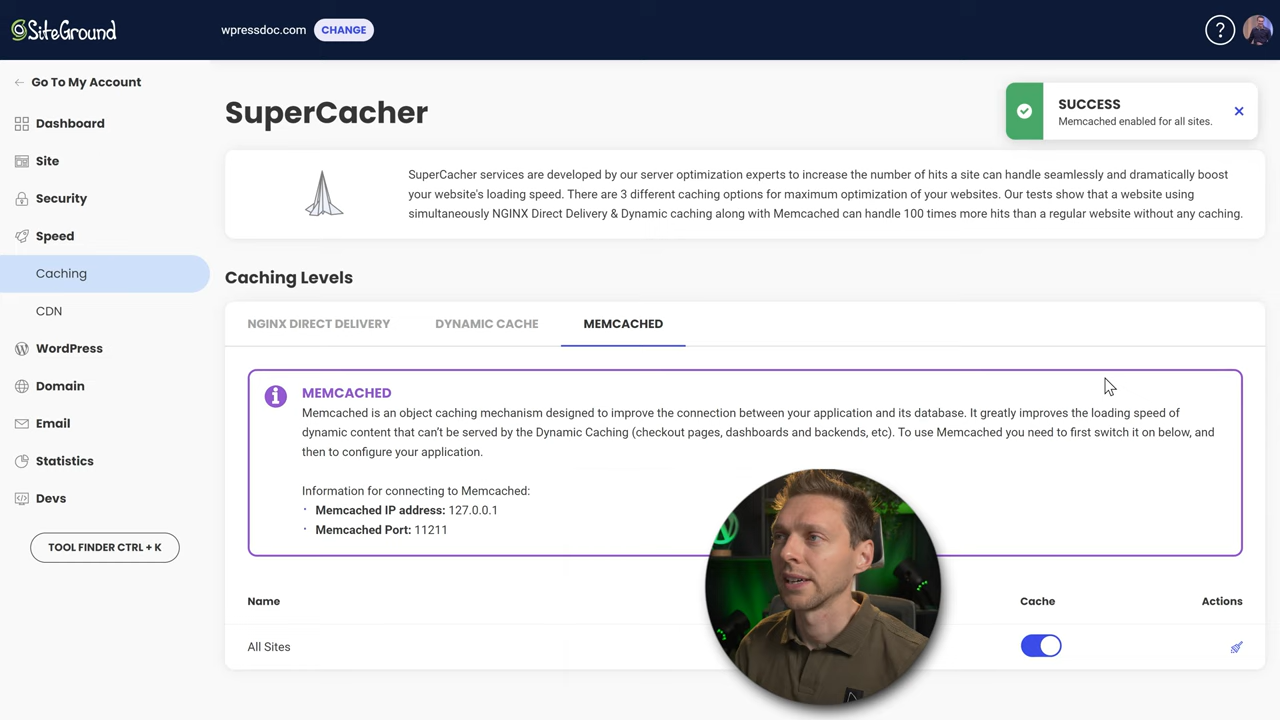 SiteGround
wpressdoc.com CHANGE
?
Go To My Account
Dashboard
Site
Security
Speed
Caching
CDN
WordPress
Domain
Email
Statistics
Devs
TOOL FINDER CTRL + K
SuperCacher
SUCCESS
Memcached enabled for all sites.
SuperCacher services are developed by our server optimization experts to increase the number of hits a site can handle seamlessly and dramatically boost
your website's loading speed. There are 3 different caching options for maximum optimization of your websites. Our tests show that a website using
simultaneously NGINX Direct Delivery & Dynamic caching along with Memcached can handle 100 times more hits than a regular website without any caching.
Caching Levels
NGINX DIRECT DELIVERY DYNAMIC CACHE MEMCACHED
MEMCACHED
Memcached is an object caching mechanism designed to improve the connection between your application and its database. It greatly improves the loading speed of
dynamic content that can't be served by the Dynamic Caching (checkout pages, dashboards and backends, etc). To use Memcached you need to first switch it on below, and
then to configure your application.
Information for connecting to Memcached:
· Memcached IP address: 127.0.0.1
· Memcached Port: 11211
Name Cache Actions
All Sites